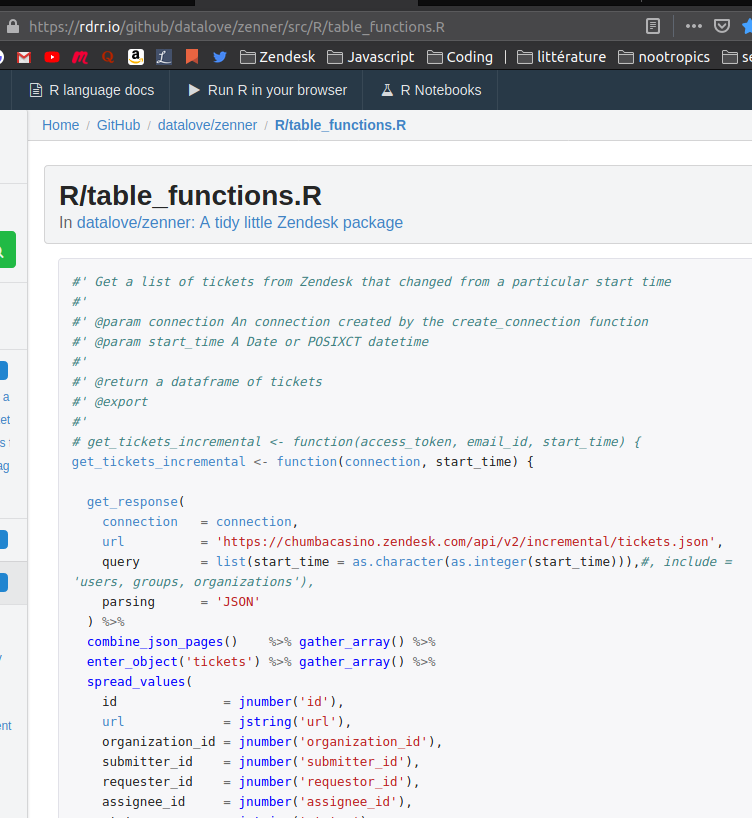 https://rdrr.io/github/datalove/zenner/src/R/table_functions.R
Zendesk Javascript Coding | littérature nootropics se
R language docs Run R in your browser R Notebooks
Home / GitHub / datalove/zenner / R/table_functions.R
R/table_functions.R
In datalove/zenner: A tidy little Zendesk package
#' Get a list of tickets from Zendesk that changed from a particular start time
#'
#' @param connection An connection created by the create_connection function
#' @param start_time A Date or POSIXCT datetime
#'
#' @return a dataframe of tickets
#' @export
#'
# get_tickets_incremental <- function(access_token, email_id, start_time) {
get_tickets_incremental <- function(connection, start_time) {
get_response(
connection = connection,
url = 'https://chumbacasino.zendesk.com/api/v2/incremental/tickets.json',
query = list(start_time = as.character(as.integer(start_time))),#, include =
'users, groups, organizations'),
parsing = 'JSON'
) %>%
combine_json_pages() %>% gather_array() %>%
enter_object('tickets') %>% gather_array() %>%
spread_values(
id = jnumber('id'),
url = jstring('url'),
organization_id = jnumber('organization_id'),
submitter_id = jnumber('submitter_id'),
requester_id = jnumber('requestor_id'),
assignee_id = jnumber('assignee_id'),